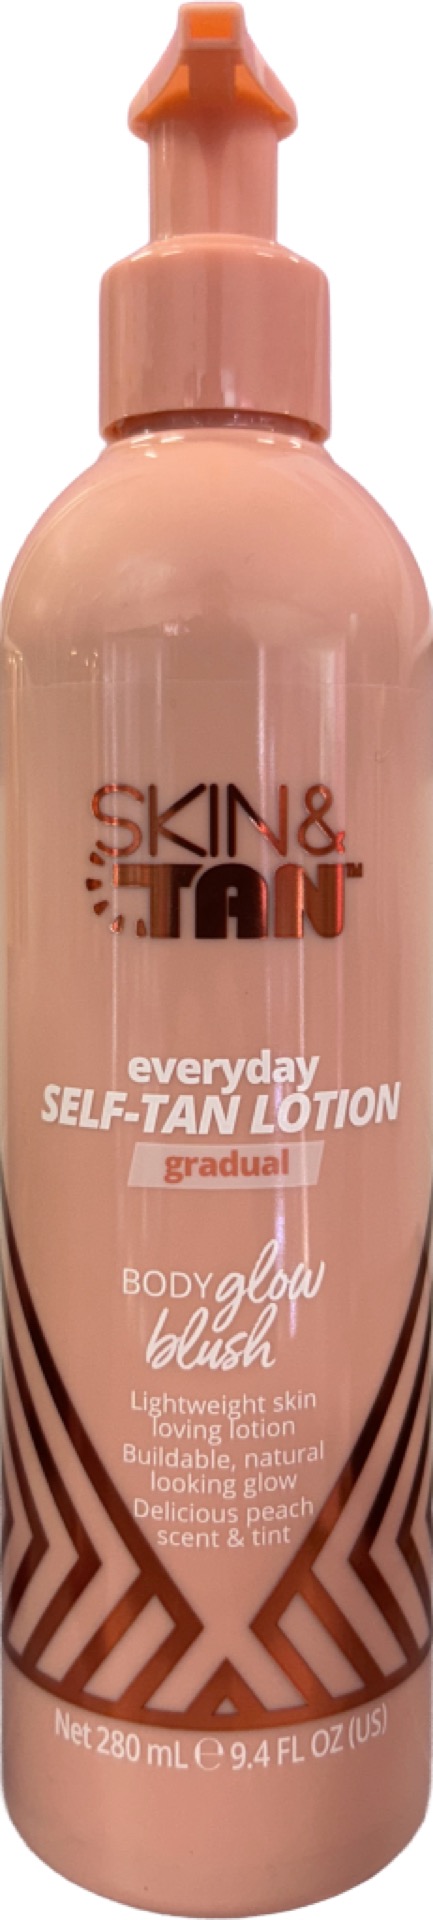 SKIN&
TAN™
everyday
SELF-TAN LOTION
gradual
BODY glow
blush
Lightweight skin
loving lotion
Buildable, natural
looking glow
Delicious peach
scent & tint
Net 280 mL ℮ 9.4 FL OZ (US)